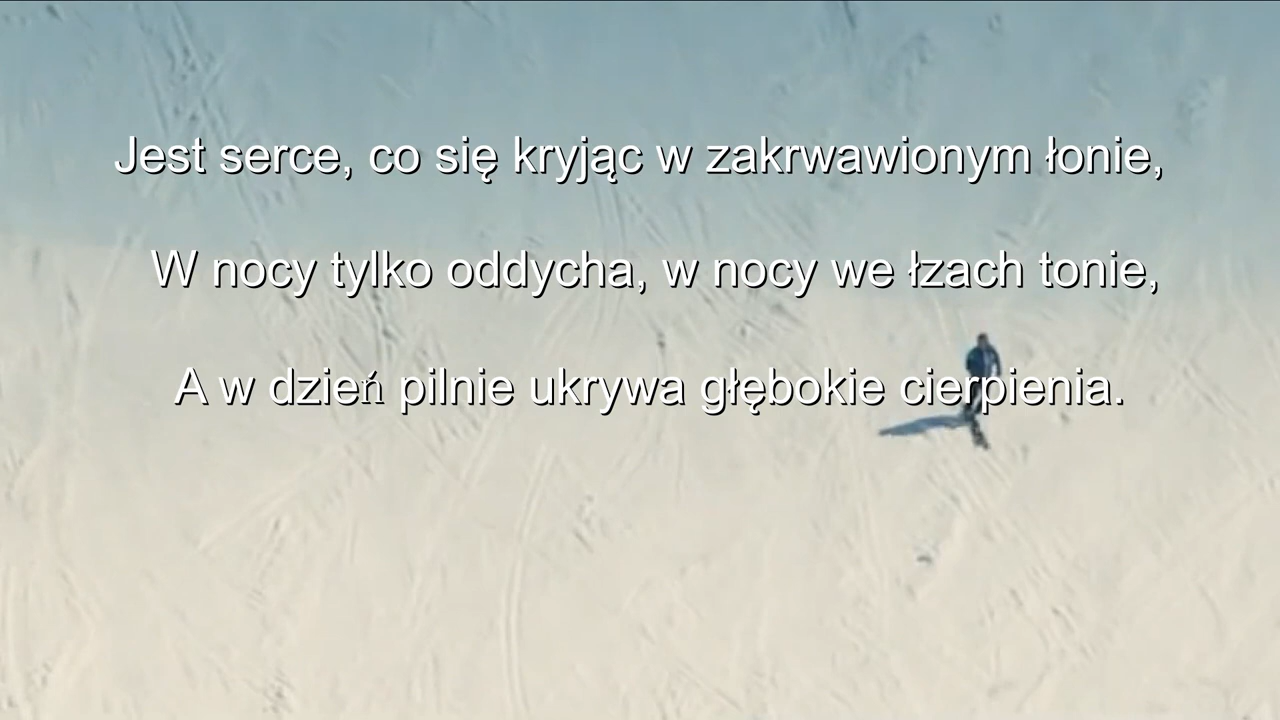 Jest serce, co się kryjąc w zakrwawionym łonie,
W nocy tylko oddycha, w nocy we łzach tonie,
A w dzień pilnie ukrywa głębokie cierpienia.